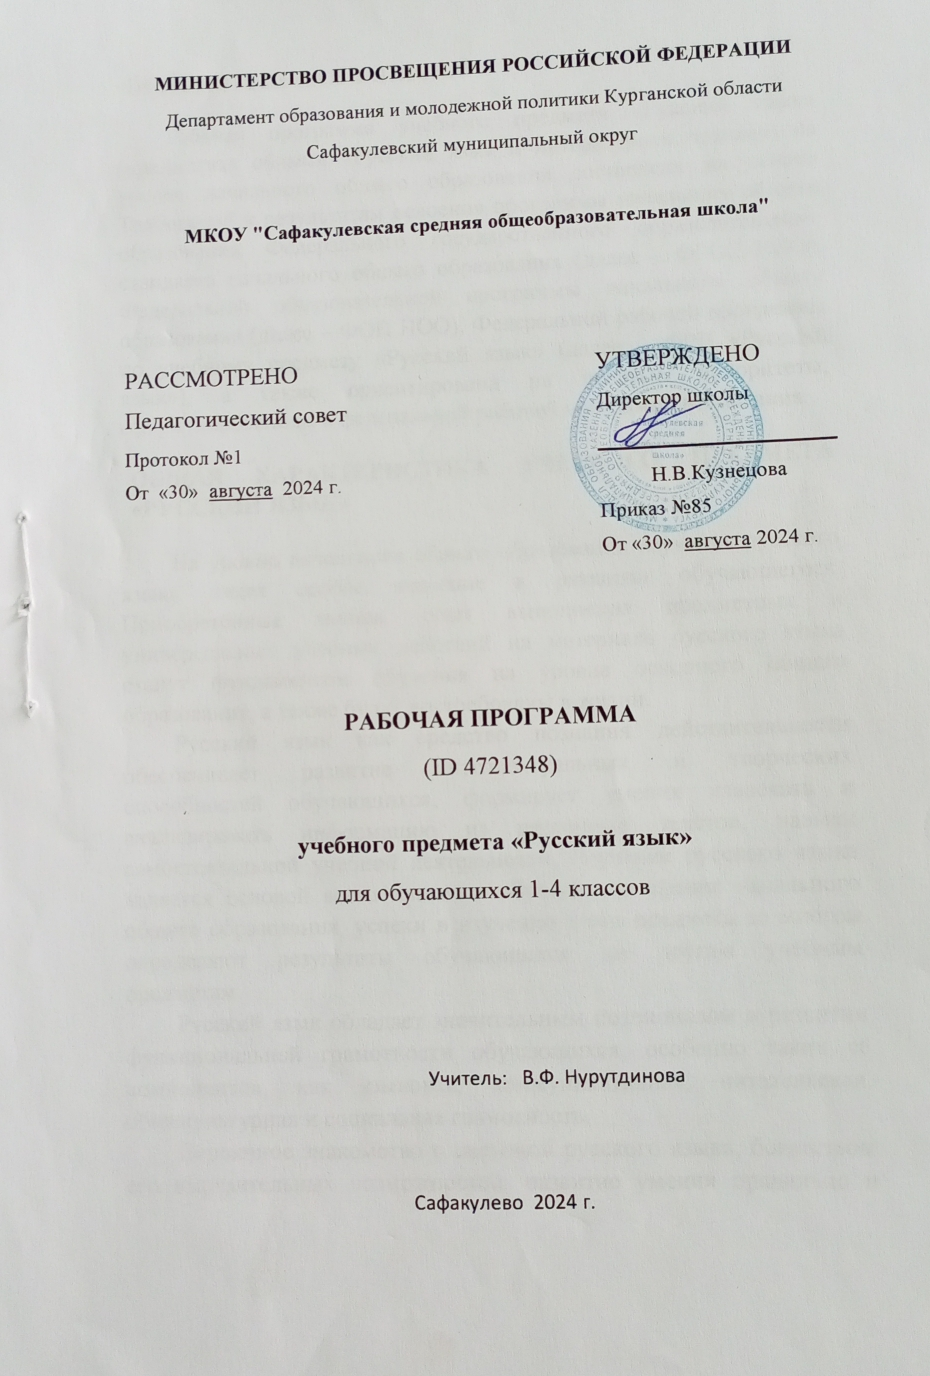 МИНИСТЕРСТВО ПРОСВЕЩЕНИЯ РОССИЙСКОЙ ФЕДЕРАЦИИ
Департамент образования и молодежной политики Курганской области
Сафакулевский муниципальный округ
МКОУ "Сафакулевская средняя общеобразовательная школа"
РАССМОТРЕНО
Педагогический совет
Протокол №1
От «30» августа 2024 г.
УТВЕРЖДЕНО
Директор школы
Н.В.Кузнецова
Приказ №85
От «30» августа 2024 г.
РАБОЧАЯ ПРОГРАММА
(ID 4721348)
учебного предмета «Русский язык»
для обучающихся 1-4 классов
Учитель: В.Ф. Нурутдинова
Сафакулево 2024 г.